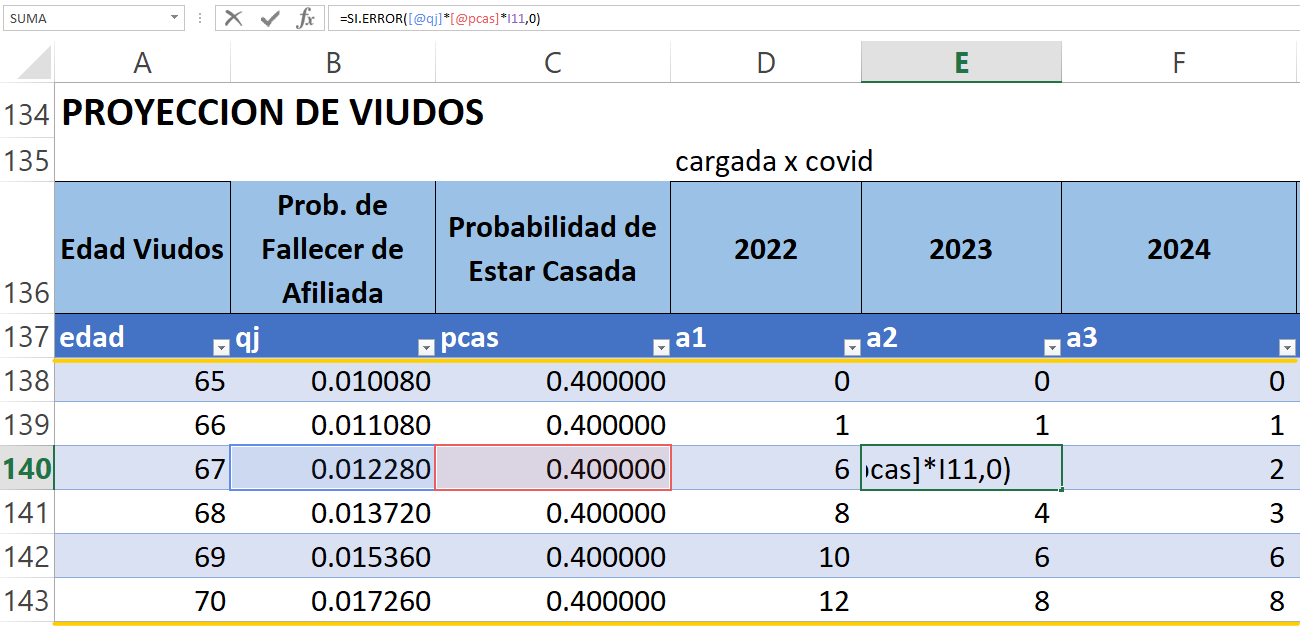 SUMA fx =SI.ERROR([@qj]*[@pcas]*I11,0)
A B C D E F
134 PROYECCION DE VIUDOS
135 cargada x covid
136 Edad Viudos Prob. de Fallecer de Afiliada Probabilidad de Estar Casada 2022 2023 2024
137 edad qj pcas a1 a2 a3
138 65 0.010080 0.400000 0 0 0
139 66 0.011080 0.400000 1 1 1
140 67 0.012280 0.400000 6 pcas]*I11,0) 2
141 68 0.013720 0.400000 8 4 3
142 69 0.015360 0.400000 10 6 6
143 70 0.017260 0.400000 12 8 8